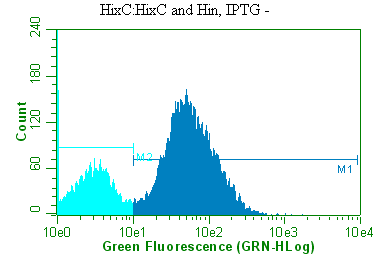 HixC:HixC and Hin, IPTG -
240
180
120
60
0
Count
M2
M1
10e0 10e1 10e2 10e3 10e4
Green Fluorescence (GRN-HLog)